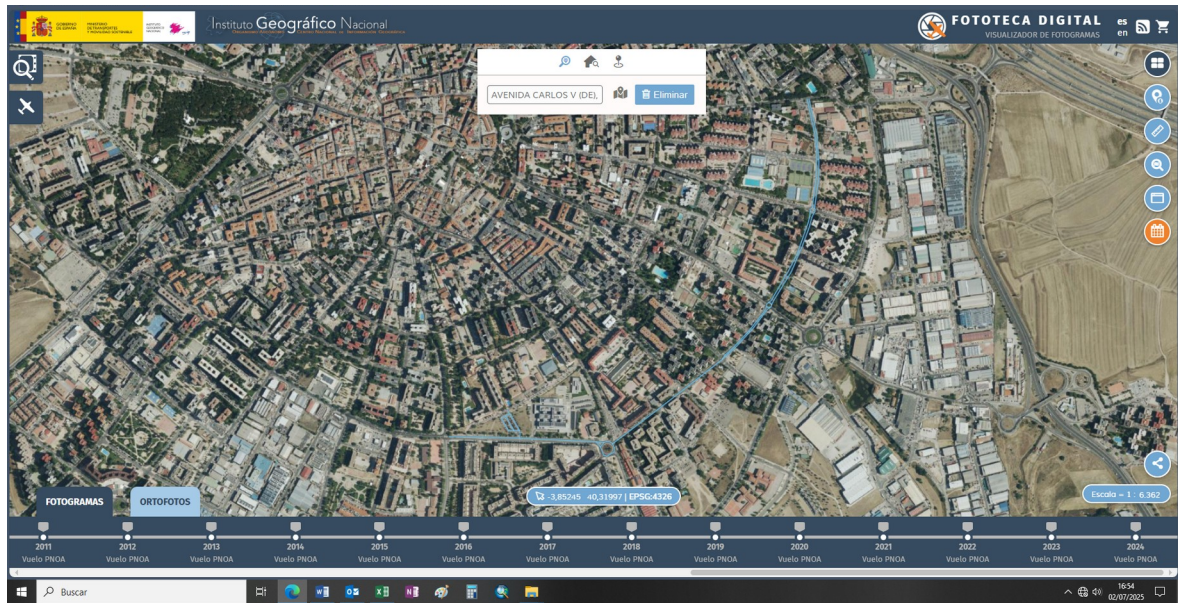 GOBIERNO DE ESPAÑA
MINISTERIO DE TRANSPORTES Y MOVILIDAD SOSTENIBLE
INSTITUTO GEOGRÁFICO NACIONAL
Instituto Geográfico Nacional
FOTOTECA DIGITAL
VISUALIZADOR DE FOTOGRAMAS
es
en
AVENIDA CARLOS V (DE),
Eliminar
FOTOGRAMAS
ORTOFOTOS
-3,85245 40,31997 | EPSG:4326
Escala = 1 : 6.362
2011 2012 2013 2014 2015 2016 2017 2018 2019 2020 2021 2022 2023 2024
Vuelo PNOA Vuelo PNOA Vuelo PNOA Vuelo PNOA Vuelo PNOA Vuelo PNOA Vuelo PNOA Vuelo PNOA Vuelo PNOA Vuelo PNOA Vuelo PNOA Vuelo PNOA Vuelo PNOA Vuelo PNOA
Buscar
16:54
02/07/2025